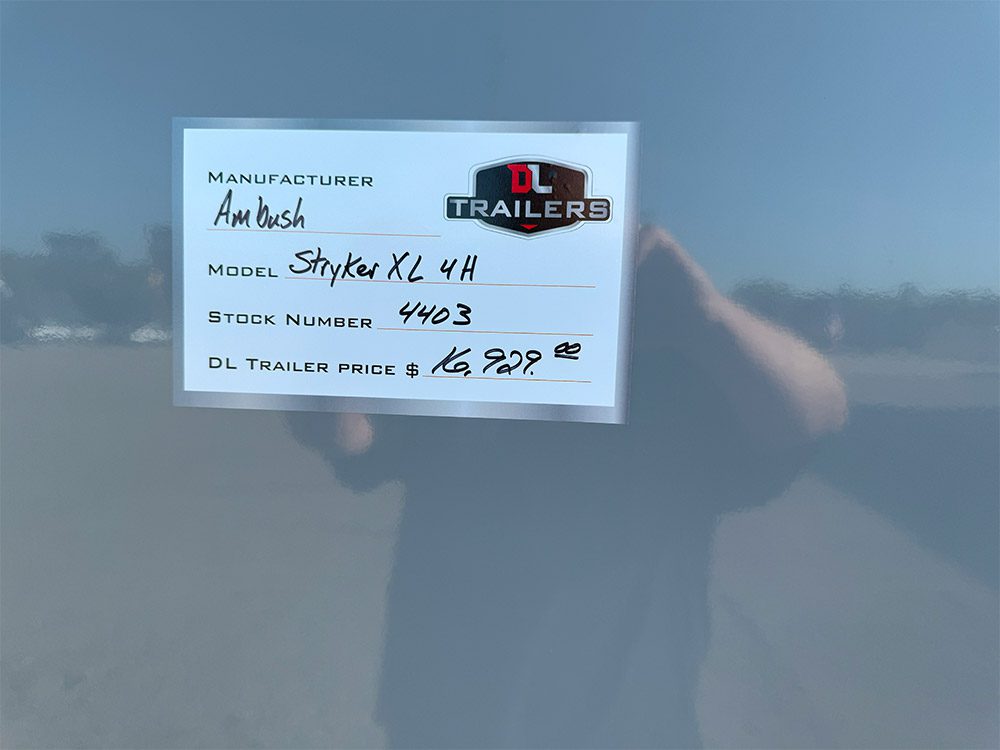 MANUFACTURER
DL
TRAILERS
Ambush
MODEL Stryker XL 4H
STOCK NUMBER 4403
DL TRAILER PRICE $ 16,929.00